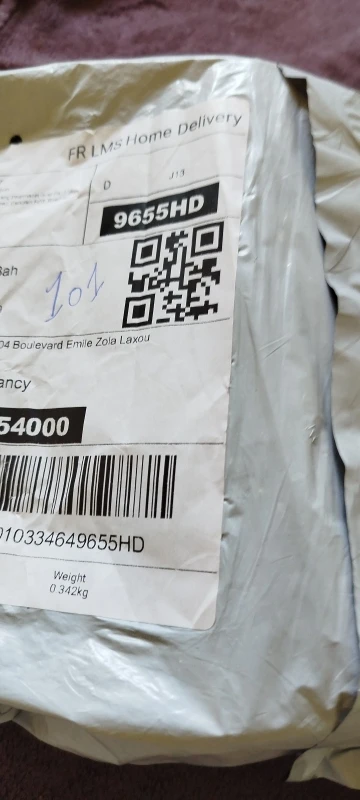 FR LMS Home Delivery
D J13
9655HD
Bah
101
04 Boulevard Emile Zola Laxou
ancy
54000
010334649655HD
Weight
0.342kg